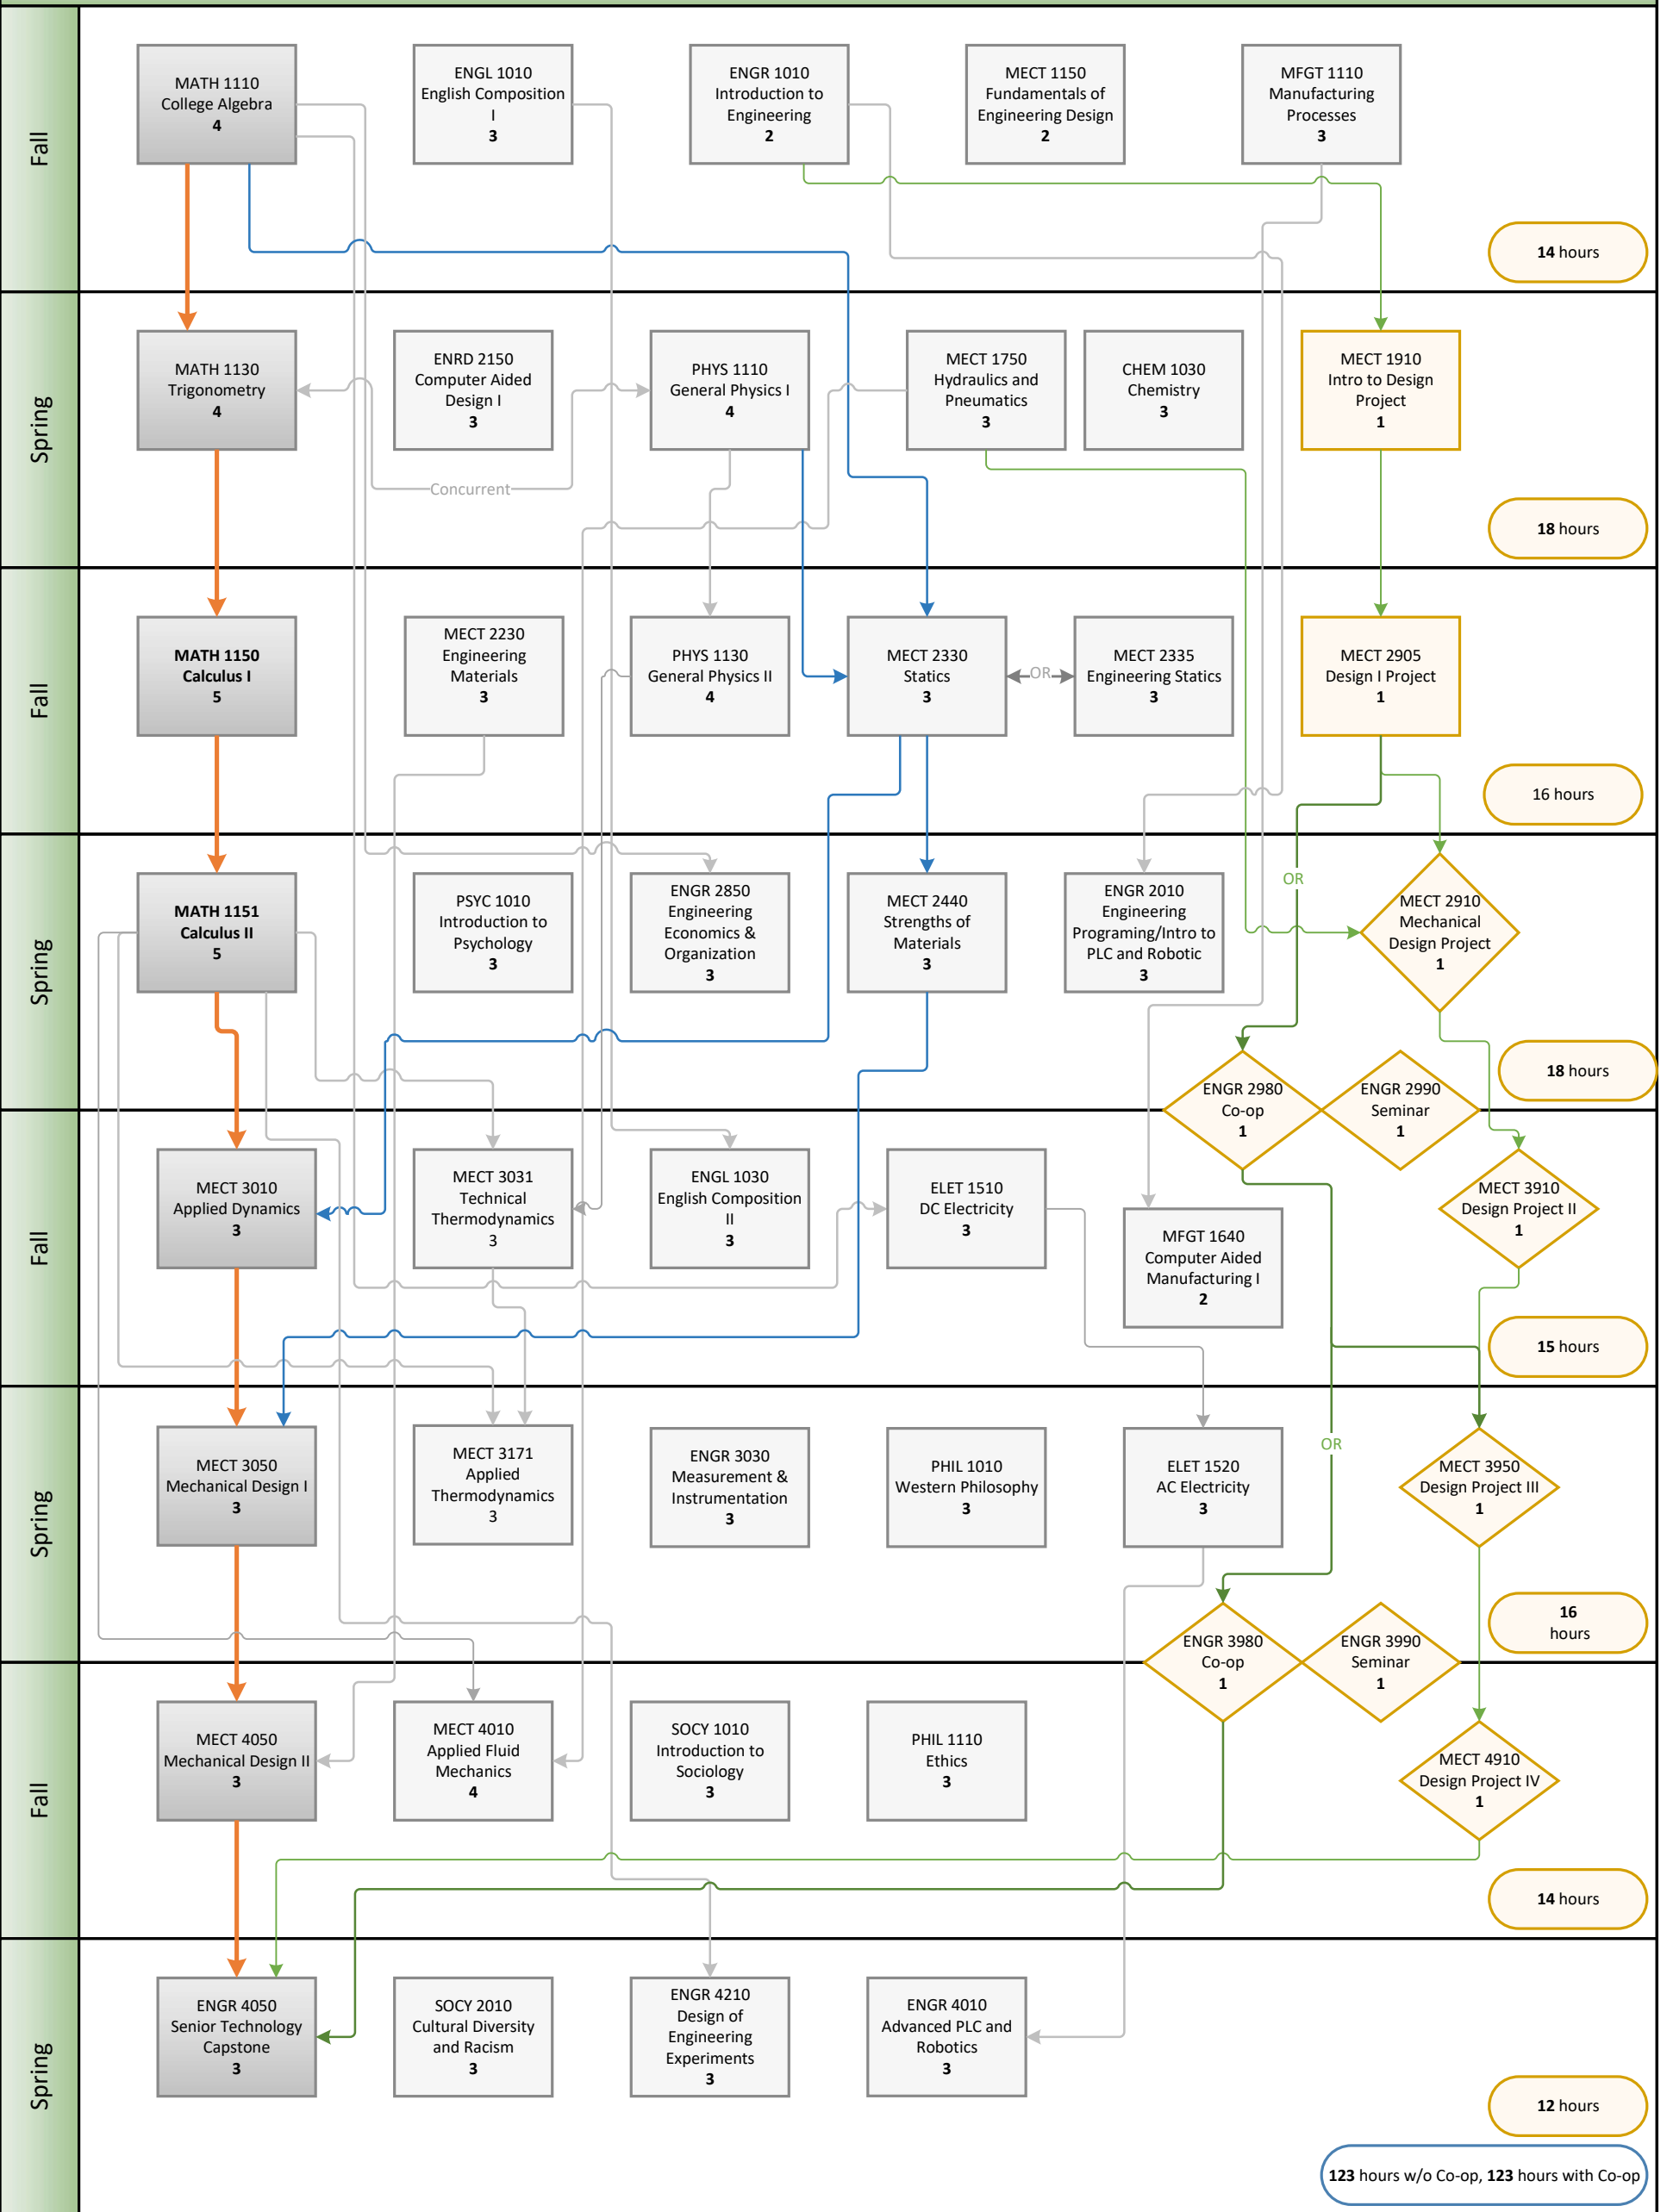 Fall
MATH 1110
College Algebra
4
ENGL 1010
English Composition
I
3
ENGR 1010
Introduction to
Engineering
2
MECT 1150
Fundamentals of
Engineering Design
2
MFGT 1110
Manufacturing
Processes
3
14 hours
Spring
MATH 1130
Trigonometry
4
ENRD 2150
Computer Aided
Design I
3
PHYS 1110
General Physics I
4
MECT 1750
Hydraulics and
Pneumatics
3
CHEM 1030
Chemistry
3
MECT 1910
Intro to Design
Project
1
Concurrent
18 hours
Fall
MATH 1150
Calculus I
5
MECT 2230
Engineering
Materials
3
PHYS 1130
General Physics II
4
MECT 2330
Statics
3
OR
MECT 2335
Engineering Statics
3
MECT 2905
Design I Project
1
16 hours
Spring
MATH 1151
Calculus II
5
PSYC 1010
Introduction to
Psychology
3
ENGR 2850
Engineering
Economics &
Organization
3
MECT 2440
Strengths of
Materials
3
ENGR 2010
Engineering
Programing/Intro to
PLC and Robotic
3
OR
MECT 2910
Mechanical
Design Project
1
18 hours
ENGR 2980
Co-op
1
ENGR 2990
Seminar
1
Fall
MECT 3010
Applied Dynamics
3
MECT 3031
Technical
Thermodynamics
3
ENGL 1030
English Composition
II
3
ELET 1510
DC Electricity
3
MFGT 1640
Computer Aided
Manufacturing I
2
MECT 3910
Design Project II
1
15 hours
Spring
MECT 3050
Mechanical Design I
3
MECT 3171
Applied
Thermodynamics
3
ENGR 3030
Measurement &
Instrumentation
3
PHIL 1010
Western Philosophy
3
ELET 1520
AC Electricity
3
OR
MECT 3950
Design Project III
1
16
hours
ENGR 3980
Co-op
1
ENGR 3990
Seminar
1
Fall
MECT 4050
Mechanical Design II
3
MECT 4010
Applied Fluid
Mechanics
4
SOCY 1010
Introduction to
Sociology
3
PHIL 1110
Ethics
3
MECT 4910
Design Project IV
1
14 hours
Spring
ENGR 4050
Senior Technology
Capstone
3
SOCY 2010
Cultural Diversity
and Racism
3
ENGR 4210
Design of
Engineering
Experiments
3
ENGR 4010
Advanced PLC and
Robotics
3
12 hours
123 hours w/o Co-op, 123 hours with Co-op